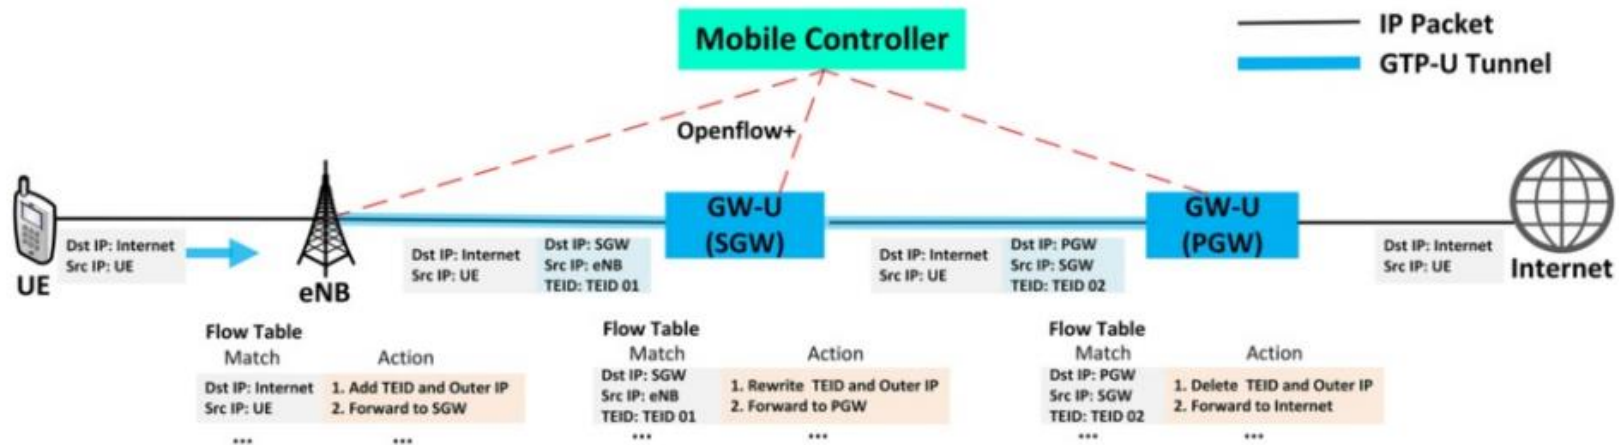 Mobile Controller
IP Packet
GTP-U Tunnel
Openflow+
UE
Dst IP: Internet
Src IP: UE
eNB
Dst IP: Internet
Src IP: UE
Dst IP: SGW
Src IP: eNB
TEID: TEID 01
GW-U
(SGW)
Dst IP: Internet
Src IP: UE
Dst IP: PGW
Src IP: SGW
TEID: TEID 02
GW-U
(PGW)
Dst IP: Internet
Src IP: UE
Internet
Flow Table
Match Action
Dst IP: Internet
Src IP: UE
1. Add TEID and Outer IP
2. Forward to SGW
... ...
Flow Table
Match Action
Dst IP: SGW
Src IP: eNB
TEID: TEID 01
1. Rewrite TEID and Outer IP
2. Forward to PGW
... ...
Flow Table
Match Action
Dst IP: PGW
Src IP: SGW
TEID: TEID 02
1. Delete TEID and Outer IP
2. Forward to Internet
... ...